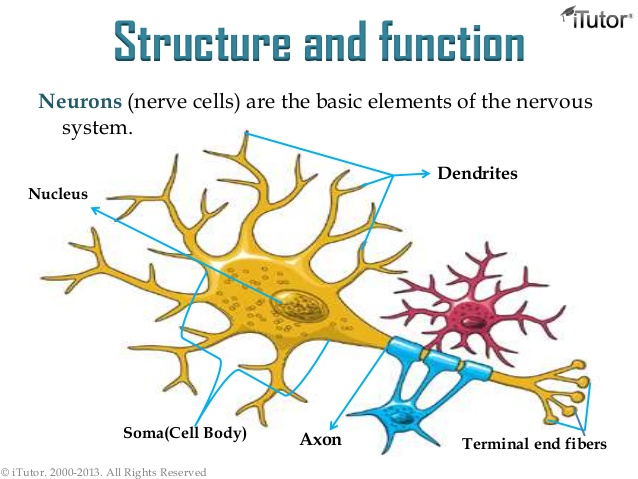 iTutor®
Structure and function
Neurons (nerve cells) are the basic elements of the nervous
system.
Dendrites
Nucleus
Soma(Cell Body)
Axon
Terminal end fibers
© iTutor. 2000-2013. All Rights Reserved